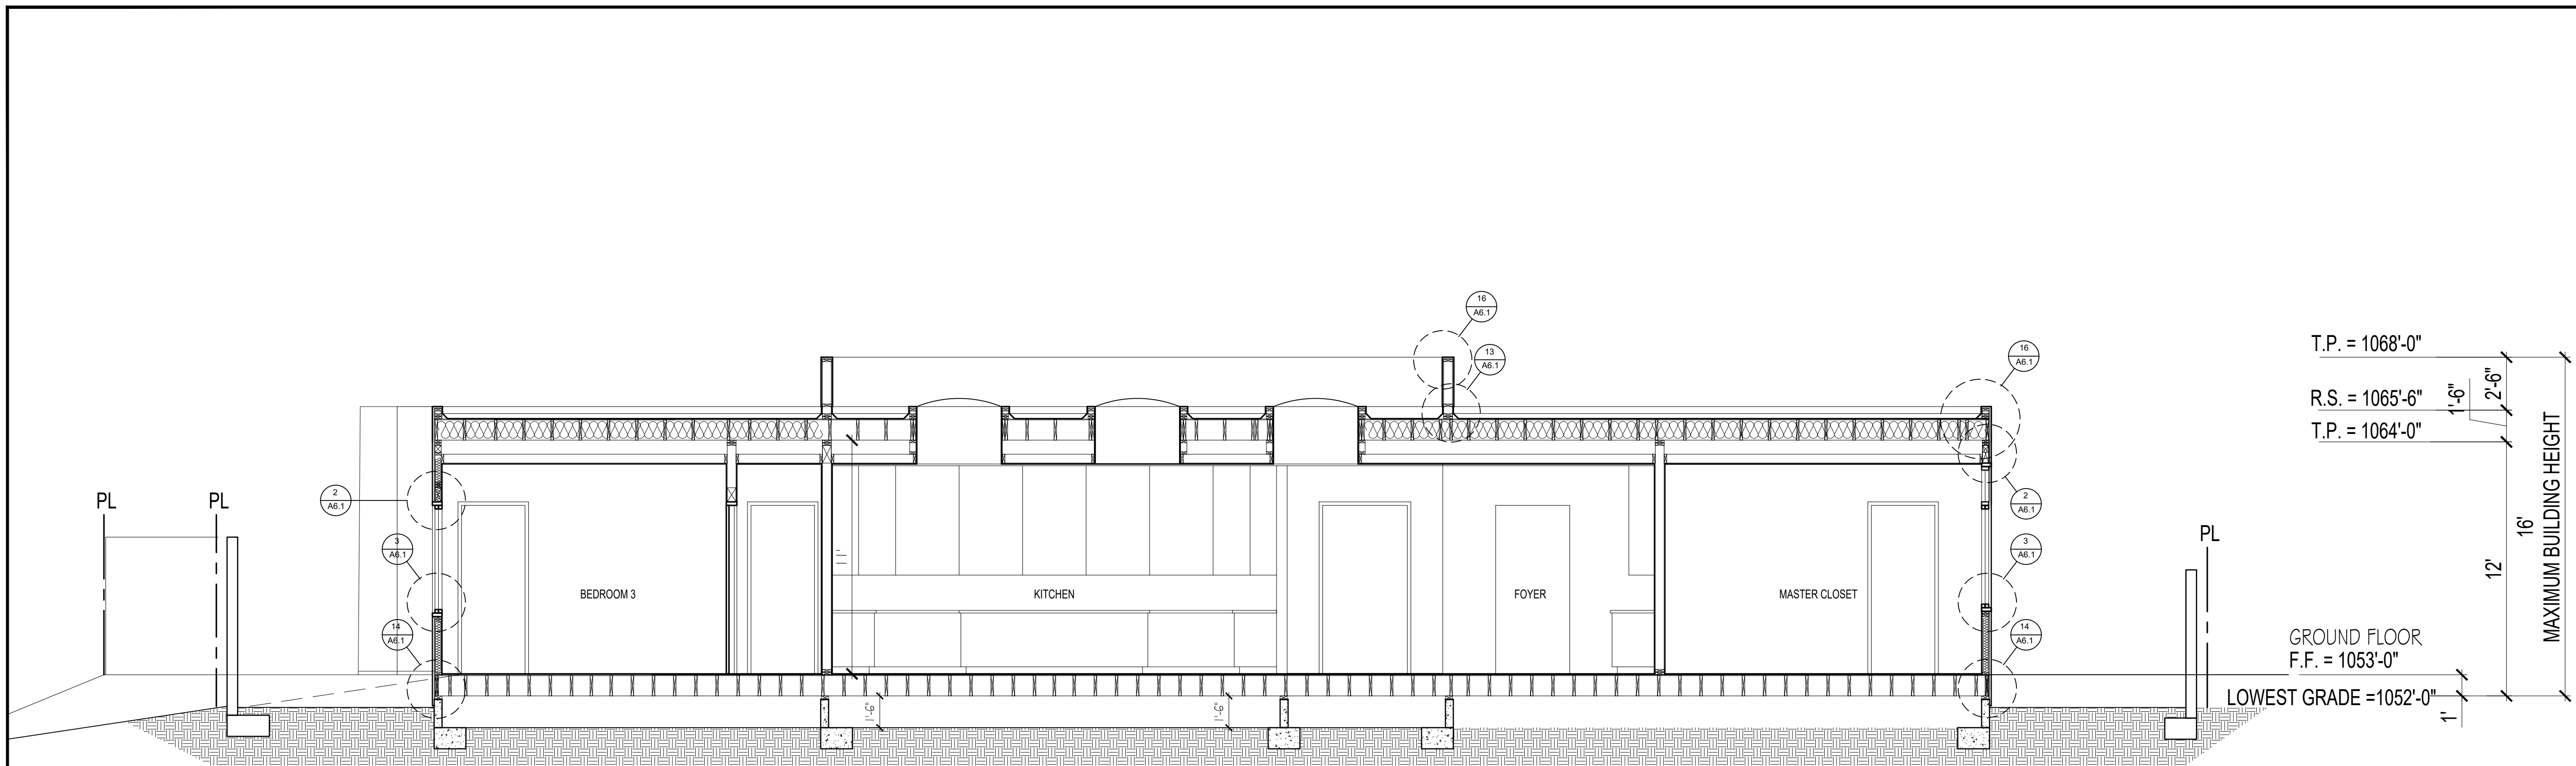 16
A6.1
13
A6.1
16
A6.1
T.P. = 1068'-0"
R.S. = 1065'-6"
T.P. = 1064'-0"
1'-6"
2'-6"
PL
PL
2
A6.1
2
A6.1
3
A6.1
3
A6.1
PL
16'
MAXIMUM BUILDING HEIGHT
12'
11'
BEDROOM 3
KITCHEN
FOYER
MASTER CLOSET
14
A6.1
14
A6.1
GROUND FLOOR
F.F. = 1053'-0"
LOWEST GRADE =1052'-0"
1'
1'-6"
1'-6"